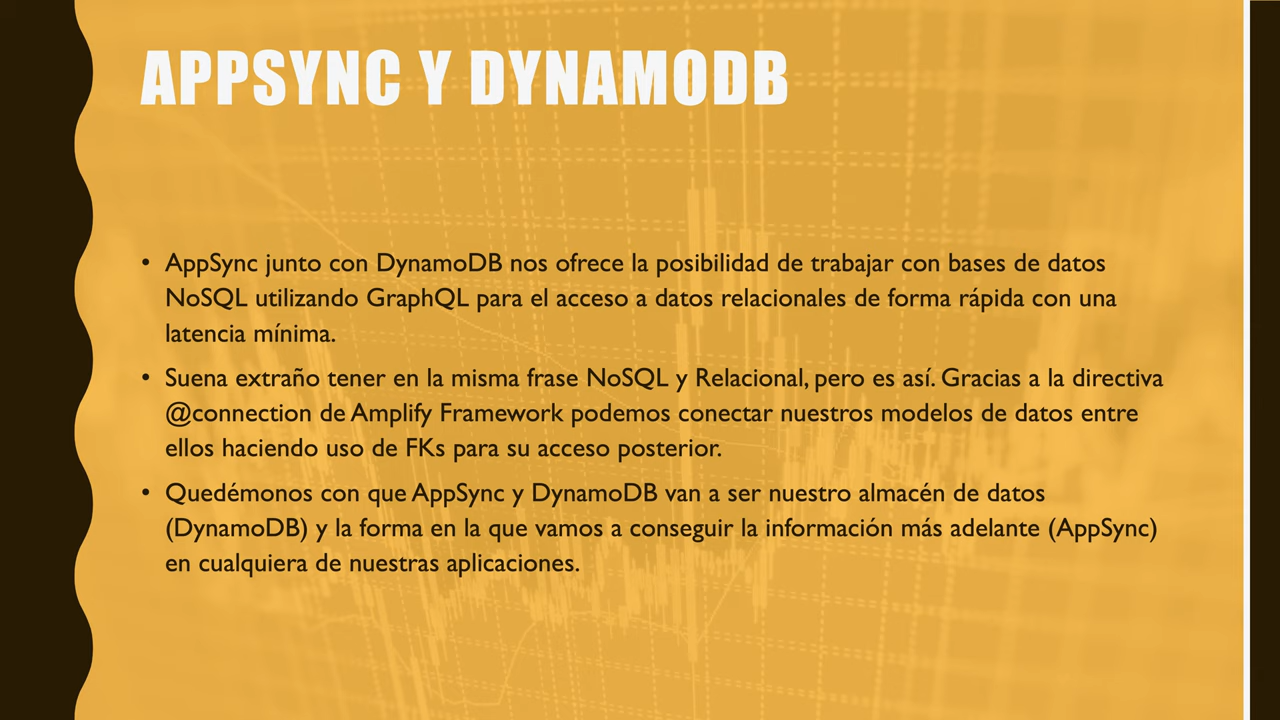 APPSYNC Y DYNAMODB
• AppSync junto con DynamoDB nos ofrece la posibilidad de trabajar con bases de datos
NoSQL utilizando GraphQL para el acceso a datos relacionales de forma rápida con una
latencia mínima.
• Suena extraño tener en la misma frase NoSQL y Relacional, pero es así. Gracias a la directiva
@connection de Amplify Framework podemos conectar nuestros modelos de datos entre
ellos haciendo uso de FKs para su acceso posterior.
• Quedémonos con que AppSync y DynamoDB van a ser nuestro almacén de datos
(DynamoDB) y la forma en la que vamos a conseguir la información más adelante (AppSync)
en cualquiera de nuestras aplicaciones.